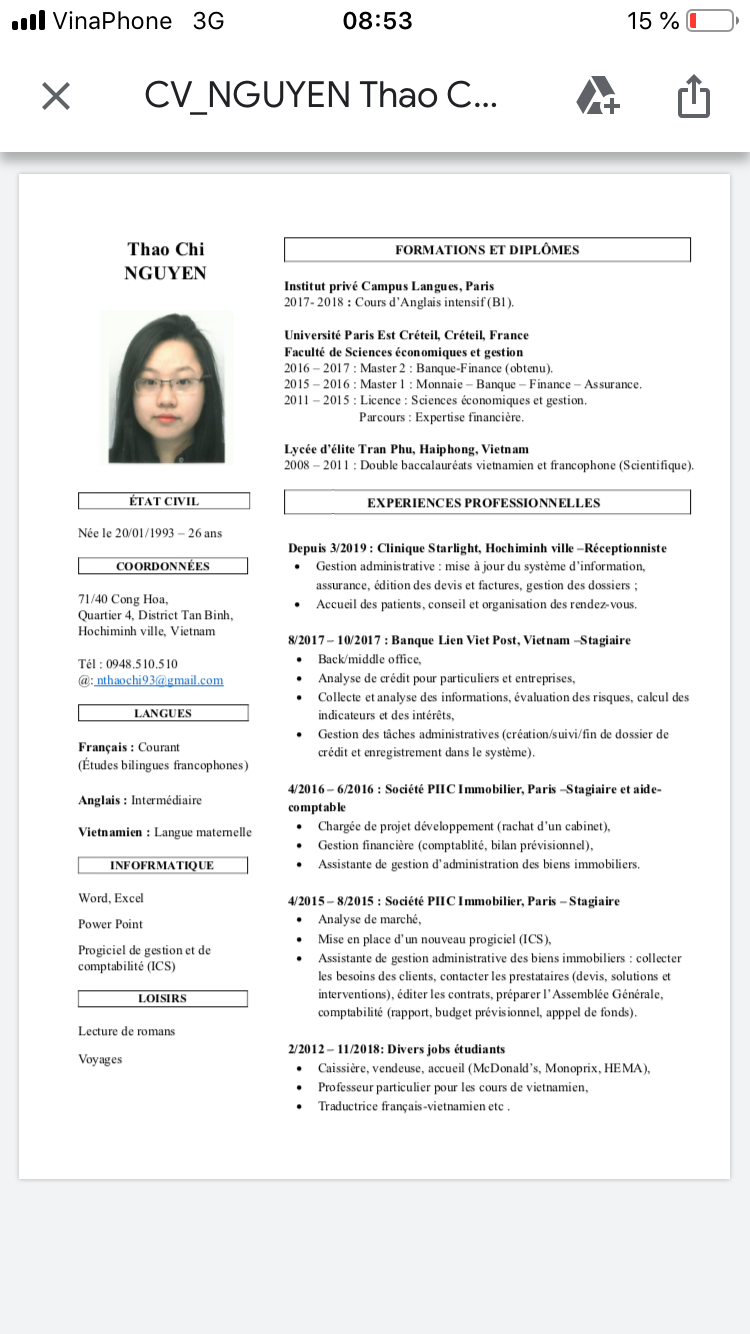 VinaPhone 3G 08:53 15 %
CV_NGUYEN Thao C...
Thao Chi
NGUYEN
ÉTAT CIVIL
Née le 20/01/1993 – 26 ans
COORDONNÉES
71/40 Cong Hoa,
Quartier 4, District Tan Binh,
Hochiminh ville, Vietnam
Tél : 0948.510.510
@: nthaochi93@gmail.com
LANGUES
Français : Courant
(Études bilingues francophones)
Anglais : Intermédiaire
Vietnamien : Langue maternelle
INFOFRMATIQUE
Word, Excel
Power Point
Progiciel de gestion et de
comptabilité (ICS)
LOISIRS
Lecture de romans
Voyages
FORMATIONS ET DIPLÔMES
Institut privé Campus Langues, Paris
2017- 2018 : Cours d'Anglais intensif (B1).
Université Paris Est Créteil, Créteil, France
Faculté de Sciences économiques et gestion
2016 – 2017 : Master 2 : Banque-Finance (obtenu).
2015 – 2016 : Master 1 : Monnaie – Banque – Finance – Assurance.
2011 – 2015 : Licence : Sciences économiques et gestion.
Parcours : Expertise financière.
Lycée d'élite Tran Phu, Haiphong, Vietnam
2008 – 2011 : Double baccalauréats vietnamien et francophone (Scientifique).
EXPERIENCES PROFESSIONNELLES
Depuis 3/2019 : Clinique Starlight, Hochiminh ville –Réceptionniste
• Gestion administrative : mise à jour du système d'information,
assurance, édition des devis et factures, gestion des dossiers ;
• Accueil des patients, conseil et organisation des rendez-vous.
8/2017 – 10/2017 : Banque Lien Viet Post, Vietnam –Stagiaire
• Back/middle office,
• Analyse de crédit pour particuliers et entreprises,
• Collecte et analyse des informations, évaluation des risques, calcul des
indicateurs et des intérêts,
• Gestion des tâches administratives (création/suivi/fin de dossier de
crédit et enregistrement dans le système).
4/2016 – 6/2016 : Société PIIC Immobilier, Paris –Stagiaire et aide-
comptable
• Chargée de projet développement (rachat d'un cabinet),
• Gestion financière (comptablité, bilan prévisionnel),
• Assistante de gestion d'administration des biens immobiliers.
4/2015 – 8/2015 : Société PIIC Immobilier, Paris – Stagiaire
• Analyse de marché,
• Mise en place d'un nouveau progiciel (ICS),
• Assistante de gestion administrative des biens immobiliers : collecter
les besoins des clients, contacter les prestataires (devis, solutions et
interventions), éditer les contrats, préparer l'Assemblée Générale,
comptabilité (rapport, budget prévisionnel, apppel de fonds).
2/2012 – 11/2018: Divers jobs étudiants
• Caissière, vendeuse, accueil (McDonald's, Monoprix, HEMA),
• Professeur particulier pour les cours de vietnamien,
• Traductrice français-vietnamien etc .